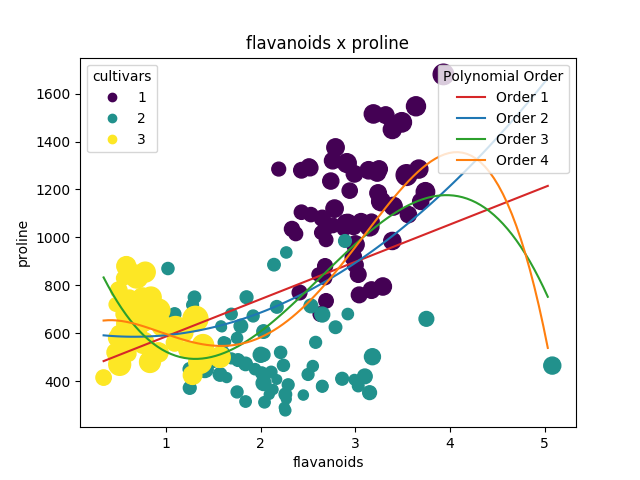 flavanoids x proline
cultivars
1
2
3
Polynomial Order
Order 1
Order 2
Order 3
Order 4
1600
1400
1200
1000
800
600
400
proline
1 2 3 4 5
flavanoids